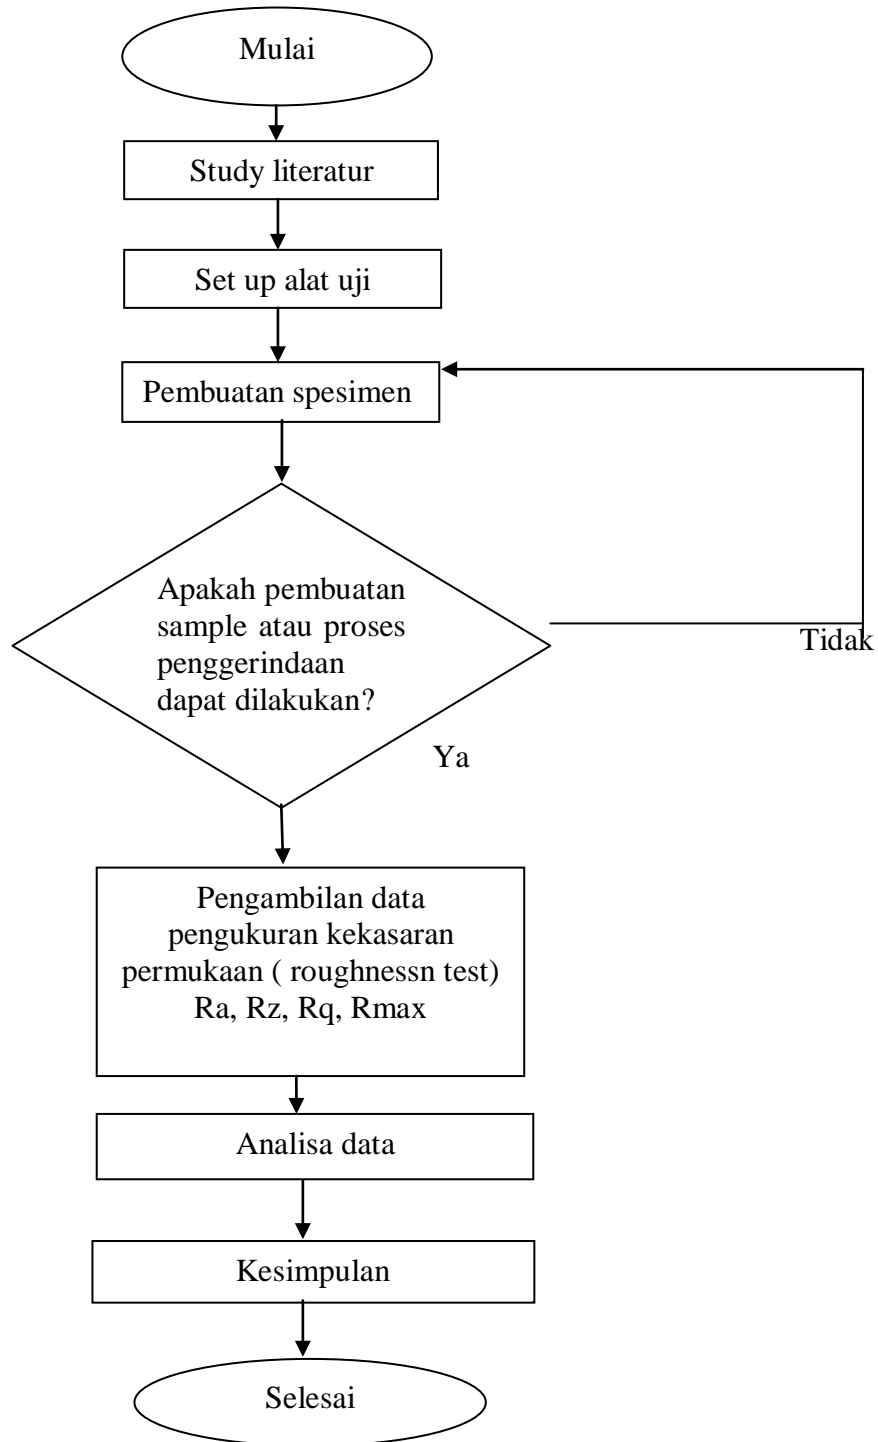 Mulai
Study literatur
Set up alat uji
Pembuatan spesimen
Apakah pembuatan
sample atau proses
penggerindaan
dapat dilakukan?
Tidak
Ya
Pengambilan data
pengukuran kekasaran
permukaan ( roughnessn test)
Ra, Rz, Rq, Rmax
Analisa data
Kesimpulan
Selesai